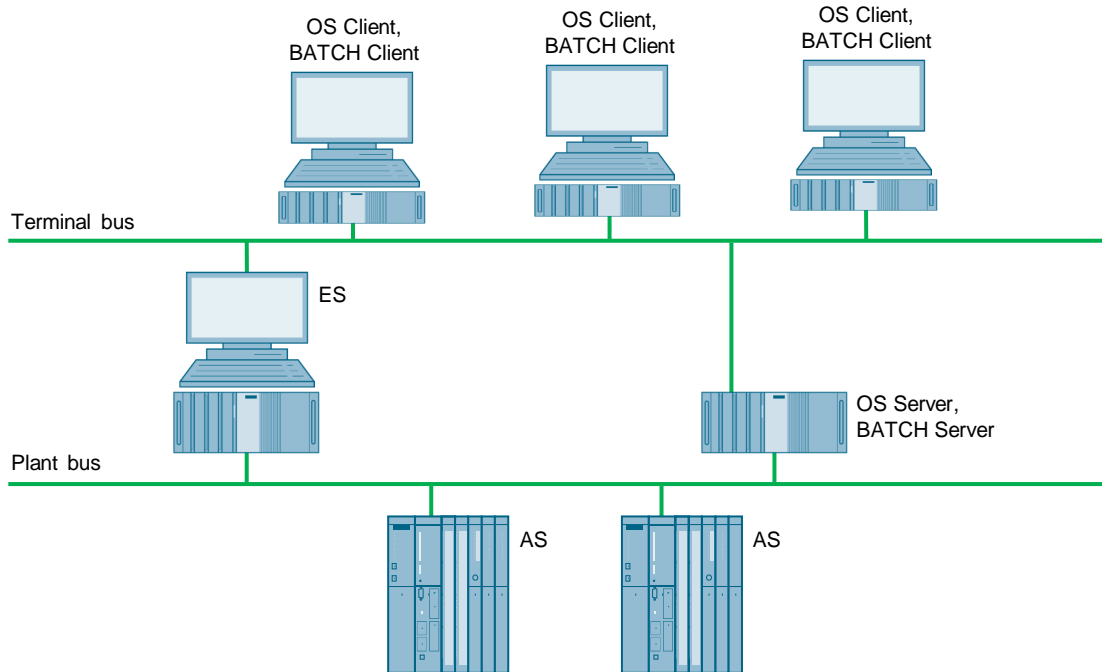 OS Client,
BATCH Client
OS Client,
BATCH Client
OS Client,
BATCH Client
Terminal bus
ES
OS Server,
BATCH Server
Plant bus
AS
AS